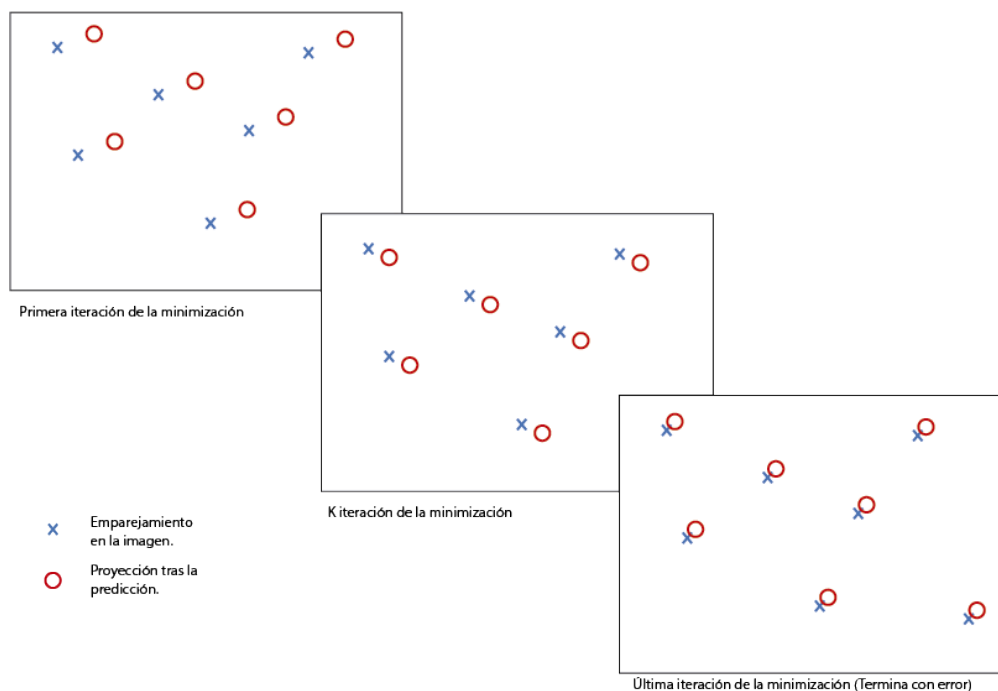 Primera iteración de la minimización
K iteración de la minimización
Emparejamiento
en la imagen.
Proyección tras la
predicción.
Última iteración de la minimización (Termina con error)